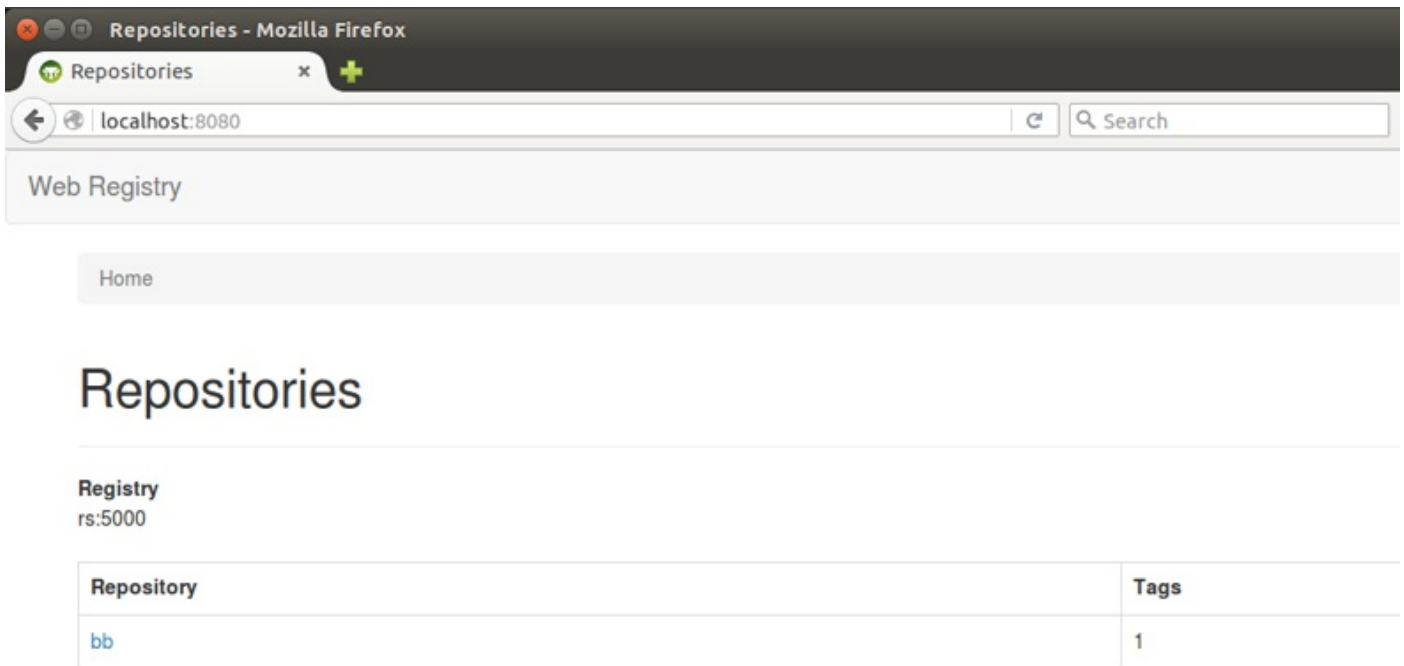 Repositories - Mozilla Firefox
Repositories
localhost:8080
Search
Web Registry
Home
Repositories
Registry
rs:5000
Repository Tags
bb 1